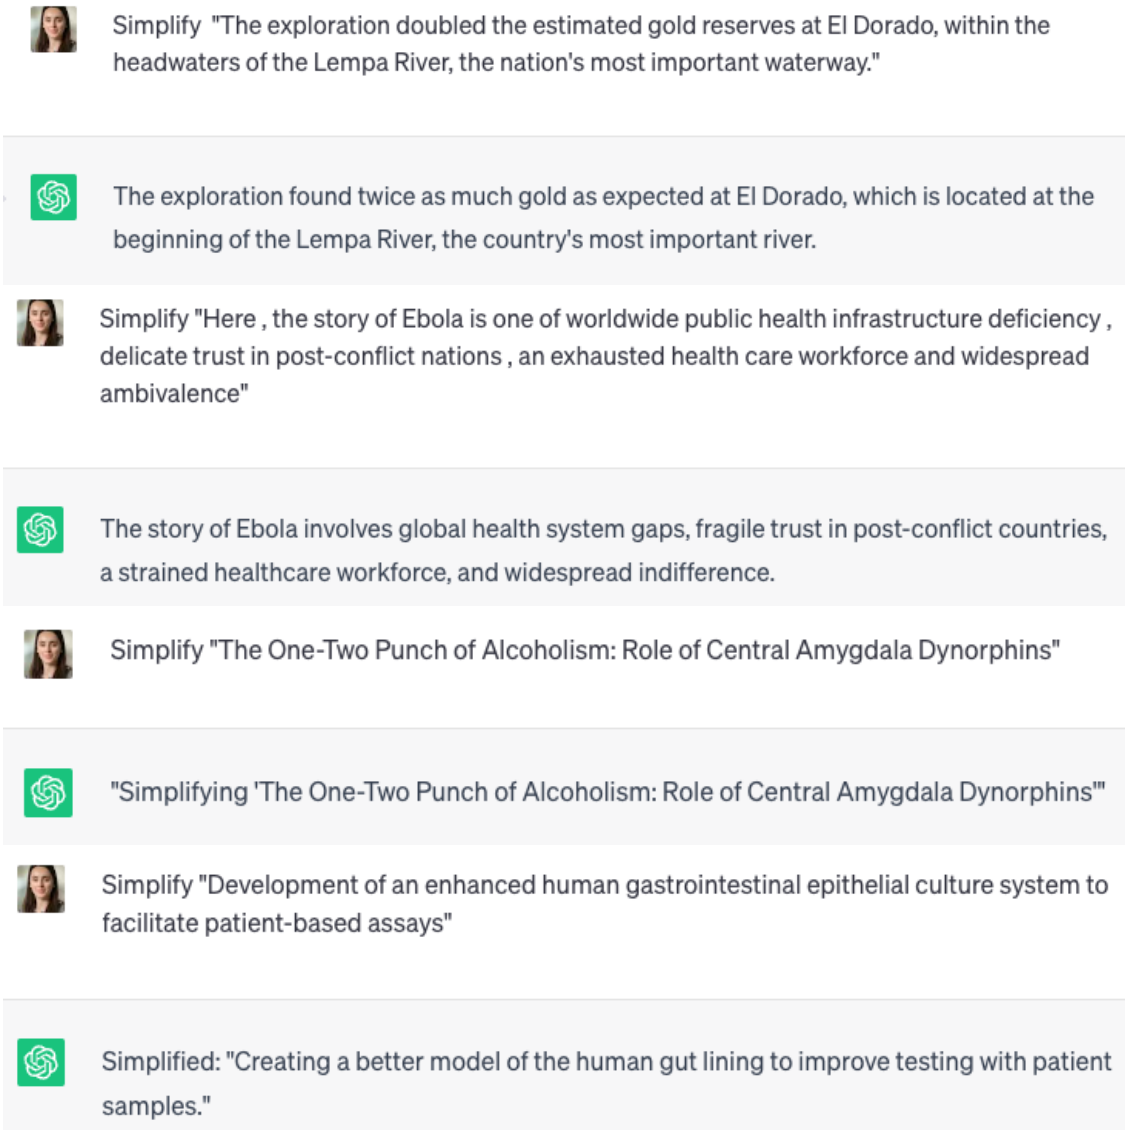 Simplify "The exploration doubled the estimated gold reserves at El Dorado, within the
headwaters of the Lempa River, the nation's most important waterway."
The exploration found twice as much gold as expected at El Dorado, which is located at the
beginning of the Lempa River, the country's most important river.
Simplify "Here , the story of Ebola is one of worldwide public health infrastructure deficiency ,
delicate trust in post-conflict nations , an exhausted health care workforce and widespread
ambivalence"
The story of Ebola involves global health system gaps, fragile trust in post-conflict countries,
a strained healthcare workforce, and widespread indifference.
Simplify "The One-Two Punch of Alcoholism: Role of Central Amygdala Dynorphins"
"Simplifying 'The One-Two Punch of Alcoholism: Role of Central Amygdala Dynorphins'"
Simplify "Development of an enhanced human gastrointestinal epithelial culture system to
facilitate patient-based assays"
Simplified: "Creating a better model of the human gut lining to improve testing with patient
samples."